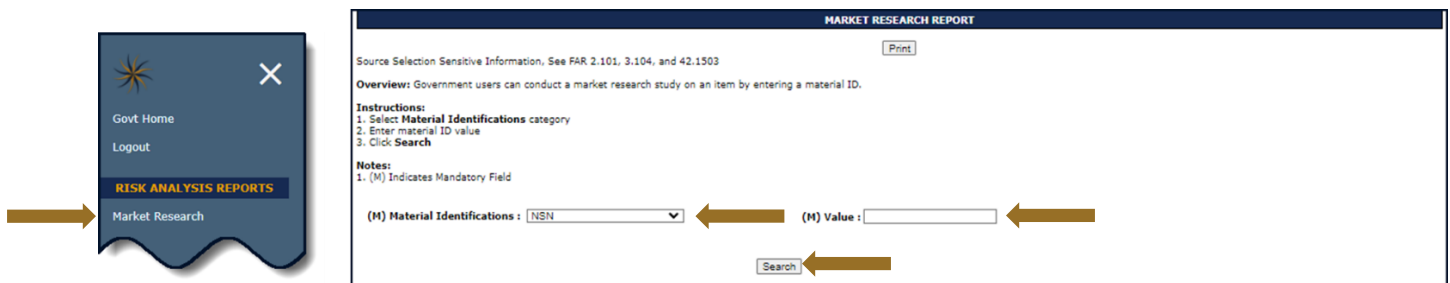 Govt Home
Logout
RISK ANALYSIS REPORTS
Market Research
MARKET RESEARCH REPORT
Print
Source Selection Sensitive Information, See FAR 2.101, 3.104, and 42.1503
Overview: Government users can conduct a market research study on an item by entering a material ID.
Instructions:
1. Select Material Identifications category
2. Enter material ID value
3. Click Search
Notes:
1. (M) Indicates Mandatory Field
(M) Material Identifications : NSN (M) Value :
Search